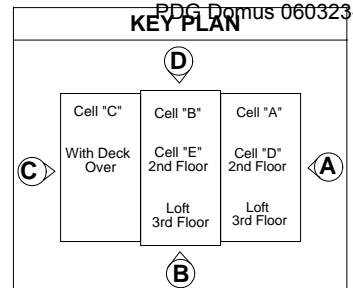 PDG Domus 060323
KEY PLAN
D
Cell "C"
With Deck
Over
Cell "B"
Cell "E"
2nd Floor
Loft
3rd Floor
Cell "A"
Cell "D"
2nd Floor
Loft
3rd Floor
C
A
B